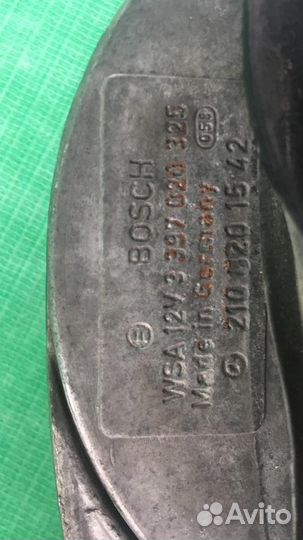 BOSCH
WSA 12V 3 397 020 325
Made in Germany 058
210 820 15 42
Avito